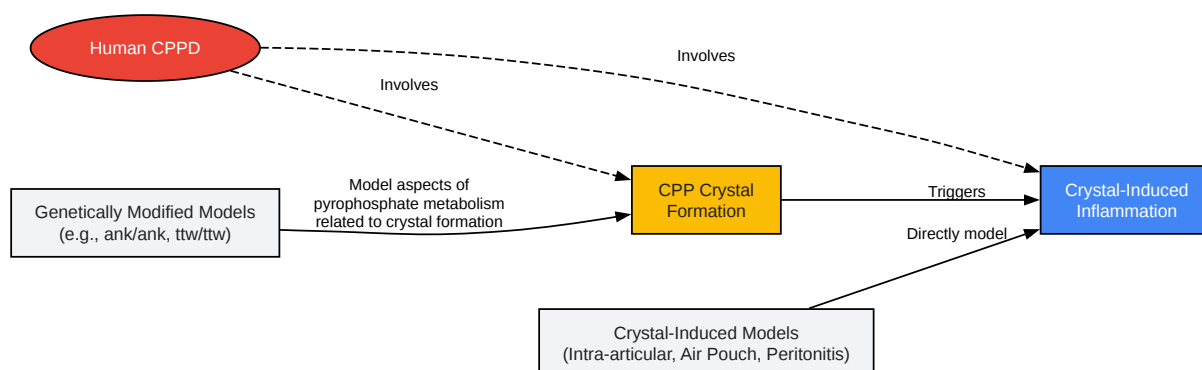 Human CPPD
Involves
Involves
Model aspects of
pyrophosphate metabolism
related to crystal formation
Genetically Modified Models
(e.g., ank/ank, ttw/ttw)
CPP Crystal
Formation
Triggers
Crystal-Induced
Inflammation
Directly model
Crystal-Induced Models
(Intra-articular, Air Pouch, Peritonitis)